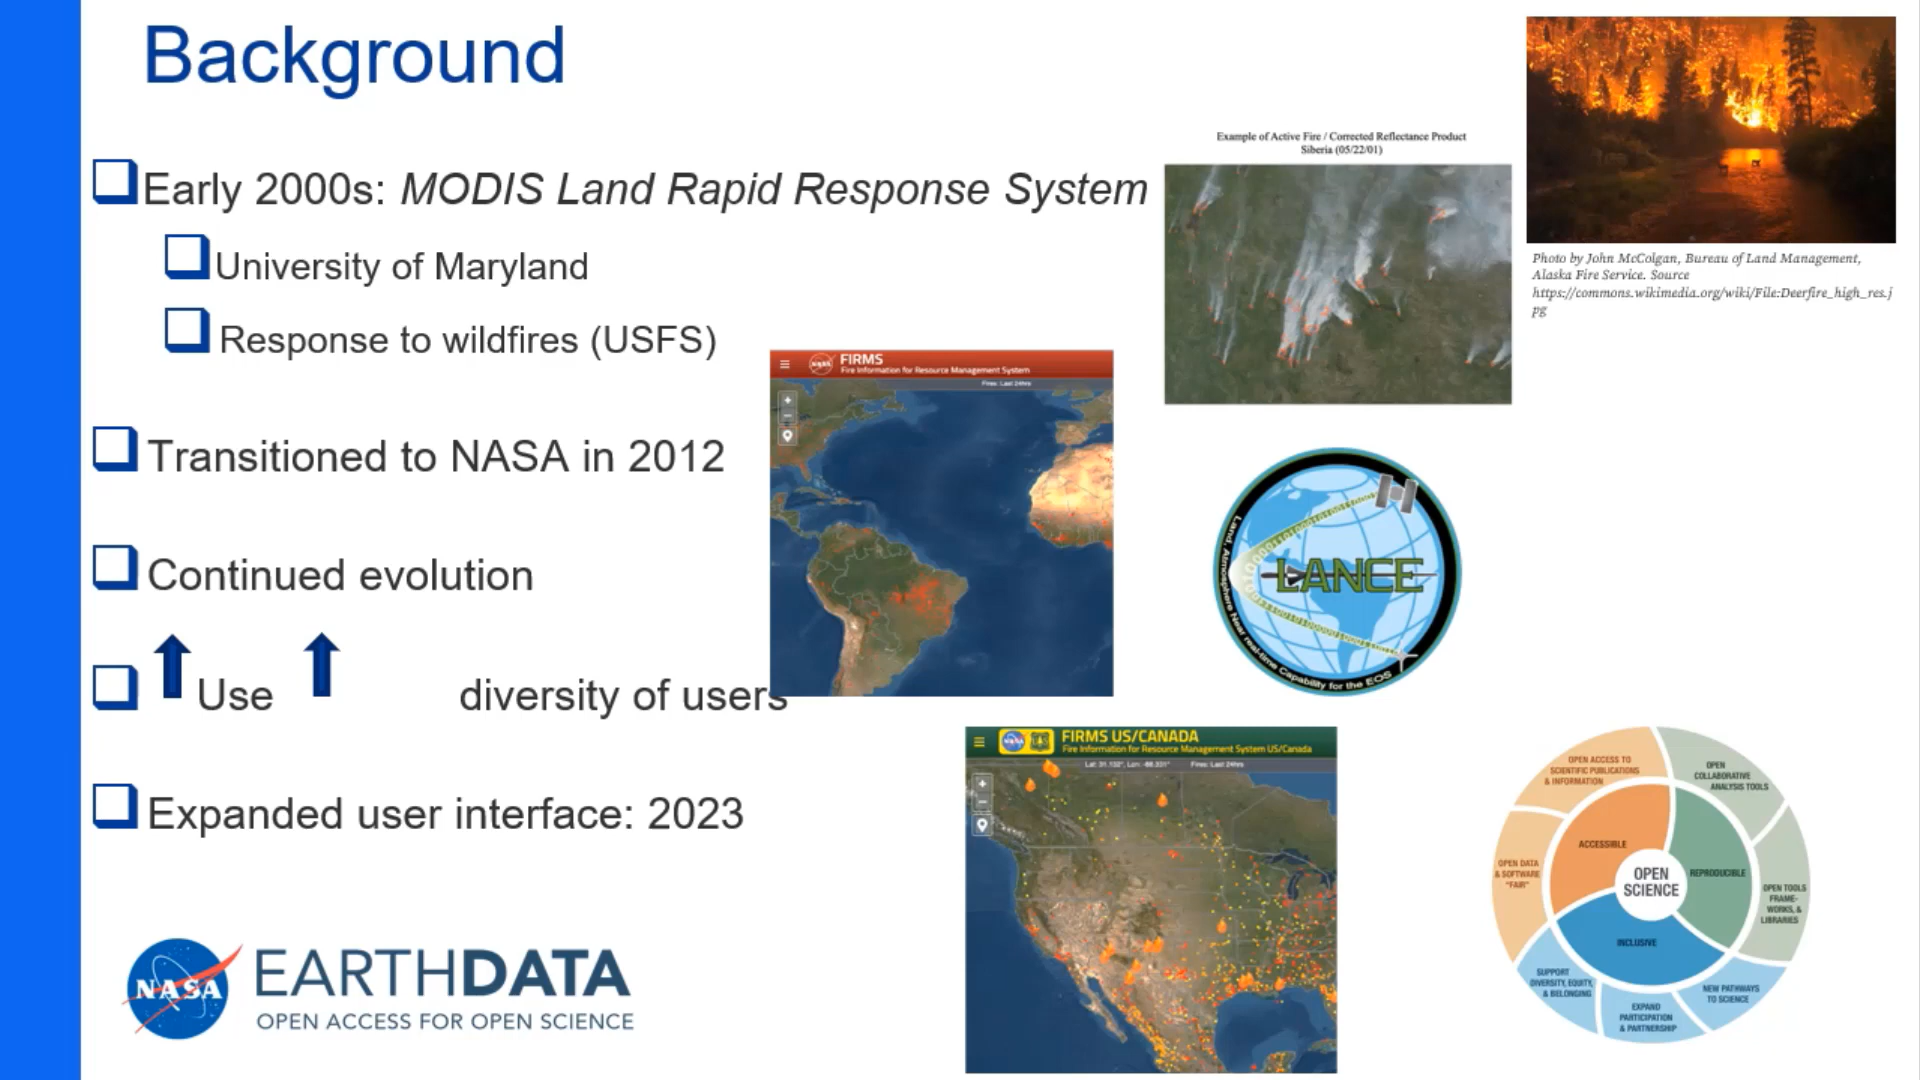 Background
Early 2000s: MODIS Land Rapid Response System
University of Maryland
Response to wildfires (USFS)
Transitioned to NASA in 2012
Continued evolution
Use diversity of users
Expanded user interface: 2023
NASA
EARTHDATA
OPEN ACCESS FOR OPEN SCIENCE
FIRMS
Fire Information for Resource Management System
Fires: Last 24hrs
Example of Active Fire / Corrected Reflectance Product
Siberia (05/22/01)
Photo by John McColgan, Bureau of Land Management,
Alaska Fire Service. Source
https://commons.wikimedia.org/wiki/File:Deerfire_high_res.j
pg
LANCE
Land, Atmosphere Near real-time Capability for the EOS
FIRMS US/CANADA
Fire Information for Resource Management System US/Canada
Fires: Last 24hrs
OPEN ACCESS TO
SCIENTIFIC PUBLICATIONS
& INFORMATION
OPEN
COLLABORATIVE
ANALYSIS TOOLS
ACCESSIBLE
OPEN DATA
& SOFTWARE
"FAIR"
OPEN
SCIENCE
REPRODUCIBLE
OPEN TOOLS
FRAME-
WORKS, &
LIBRARIES
INCLUSIVE
SUPPORT
DIVERSITY, EQUITY,
& BELONGING
NEW PATHWAYS
TO SCIENCE
EXPAND
PARTICIPATION
& PARTNERSHIP